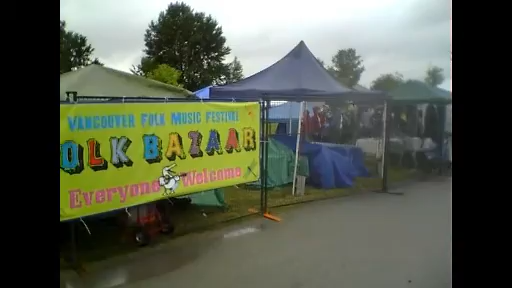 VANCOUVER FOLK MUSIC FESTIVAL
OLK BAZAAR
Everyone Welcome